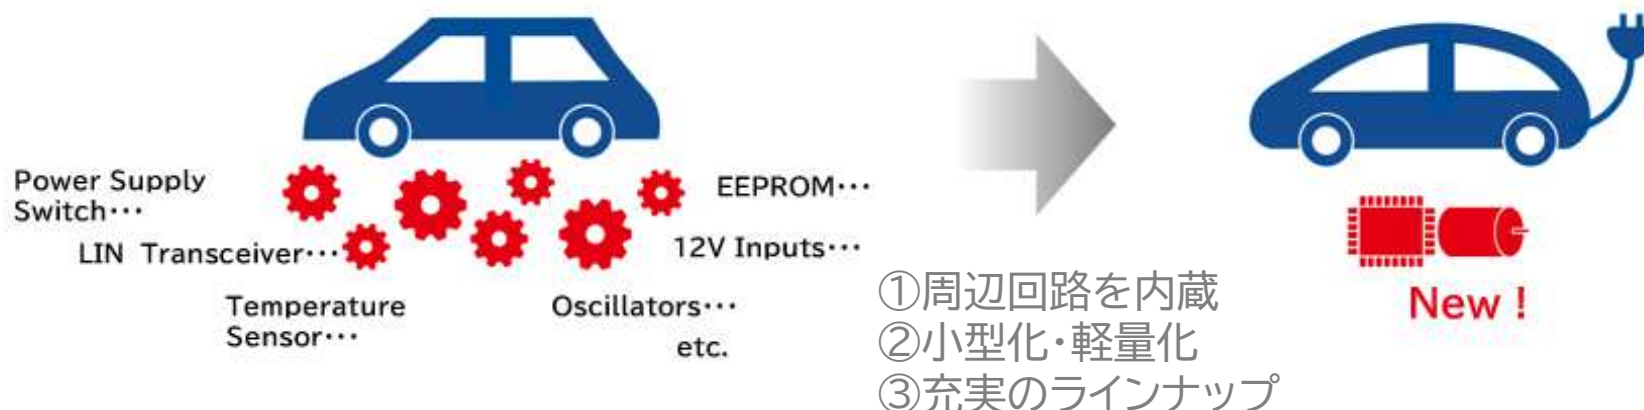 Power Supply
Switch･･･
LIN Transceiver･･･
Temperature
Sensor･･･
EEPROM･･･
12V Inputs･･･
Oscillators･･･
etc.
①周辺回路を内蔵
②小型化･軽量化
③充実のラインナップ
New !